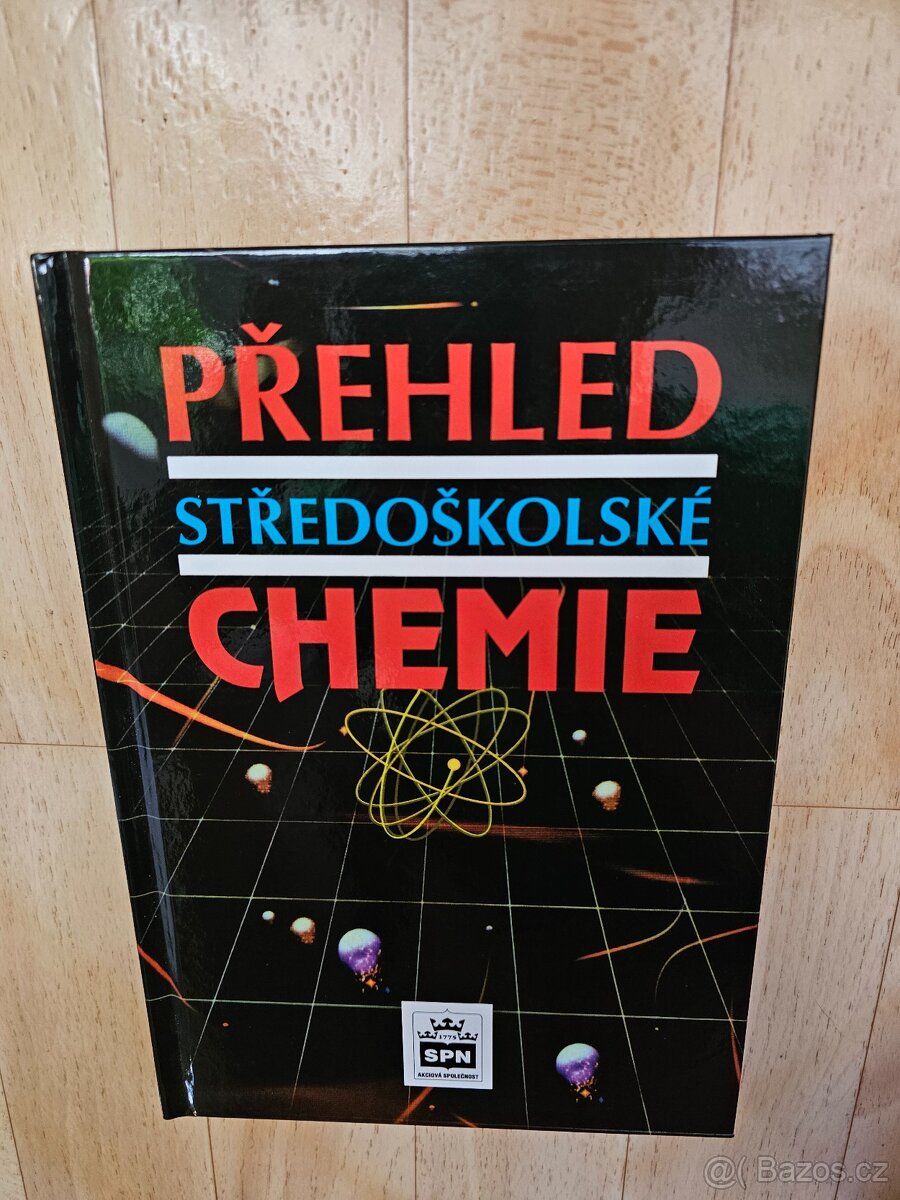 PŘEHLED
STŘEDOŠKOLSKÉ
CHEMIE
1775
SPN
AKCIOVÁ SPOLEČNOST
@( Bazos.cz